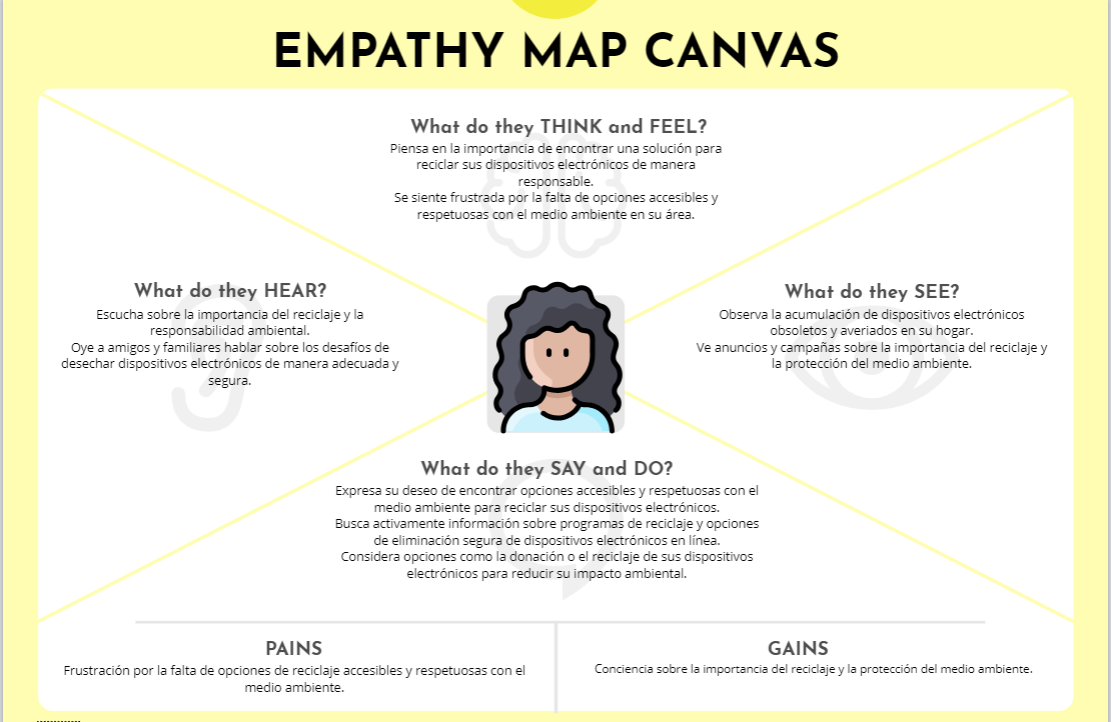 EMPATHY MAP CANVAS
What do they THINK and FEEL?
Piensa en la importancia de encontrar una solución para
reciclar sus dispositivos electrónicos de manera
responsable.
Se siente frustrada por la falta de opciones accesibles y
respetuosas con el medio ambiente en su área.
What do they HEAR?
Escucha sobre la importancia del reciclaje y la
responsabilidad ambiental.
Oye a amigos y familiares hablar sobre los desafíos de
desechar dispositivos electrónicos de manera adecuada y
segura.
What do they SEE?
Observa la acumulación de dispositivos electrónicos
obsoletos y averiados en su hogar.
Ve anuncios y campañas sobre la importancia del reciclaje y
la protección del medio ambiente.
What do they SAY and DO?
Expresa su deseo de encontrar opciones accesibles y respetuosas con el
medio ambiente para reciclar sus dispositivos electrónicos.
Busca activamente información sobre programas de reciclaje y opciones
de eliminación segura de dispositivos electrónicos en línea.
Considera opciones como la donación o el reciclaje de sus dispositivos
electrónicos para reducir su impacto ambiental.
PAINS
Frustración por la falta de opciones de reciclaje accesibles y respetuosas con el
medio ambiente.
GAINS
Conciencia sobre la importancia del reciclaje y la protección del medio ambiente.